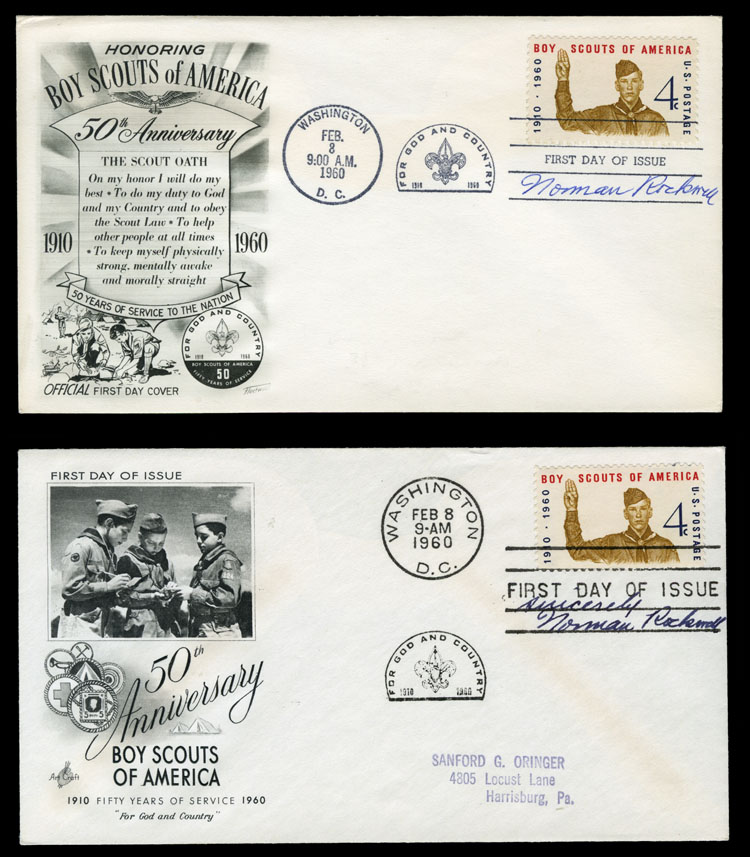 HONORING
BOY SCOUTS of AMERICA
50th Anniversary
THE SCOUT OATH
On my honor I will do my
best • To do my duty to God
and my Country and to obey
the Scout Law • To help
other people at all times
• To keep myself physically
strong, mentally awake
and morally straight
1910 1960
50 YEARS OF SERVICE TO THE NATION
FOR GOD AND COUNTRY
1910 1960
BOY SCOUTS OF AMERICA
50
FIFTY YEARS OF SERVICE
OFFICIAL FIRST DAY COVER
WASHINGTON
FEB.
8
9:00 A.M.
1960
D. C.
FOR GOD AND COUNTRY
1910 1960
BOY SCOUTS OF AMERICA
1910 · 1960
4c
U·S·POSTAGE
FIRST DAY OF ISSUE
Norman Rockwell
FIRST DAY OF ISSUE
50th
Anniversary
BOY SCOUTS
OF AMERICA
Art Craft
1910 FIFTY YEARS OF SERVICE 1960
"For God and Country"
WASHINGTON
FEB 8
9-AM
1960
D.C.
FOR GOD AND COUNTRY
1910 1960
BOY SCOUTS OF AMERICA
1910 · 1960
4c
U·S·POSTAGE
FIRST DAY OF ISSUE
Sincerely
Norman Rockwell
SANFORD G. ORINGER
4805 Locust Lane
Harrisburg, Pa.